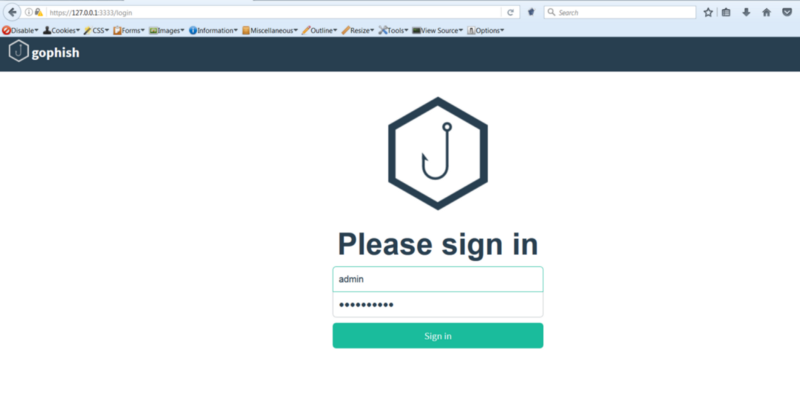 https://127.0.0.1:3333/login
Search
Disable Cookies CSS Forms Images Information Miscellaneous Outline Resize Tools View Source Options
gophish
Please sign in
admin
••••••••••
Sign in